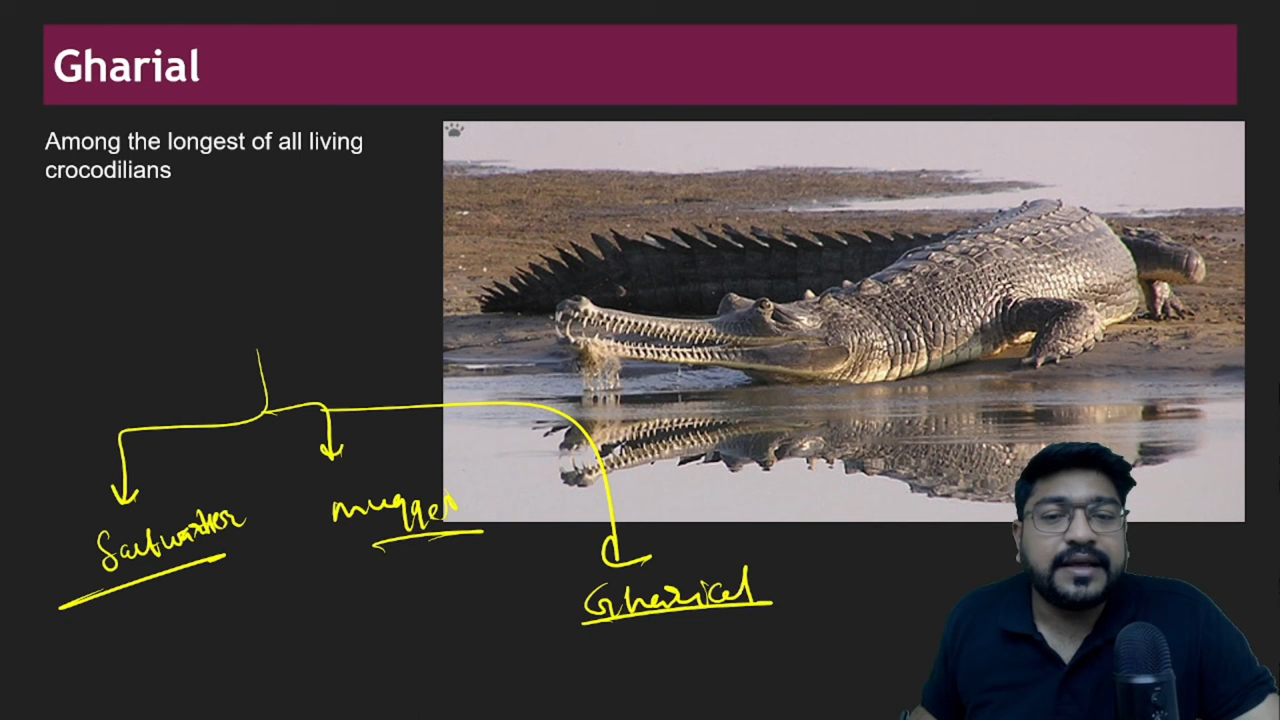 Gharial
Among the longest of all living
crocodilians
Saltwater
mugger
Gharial